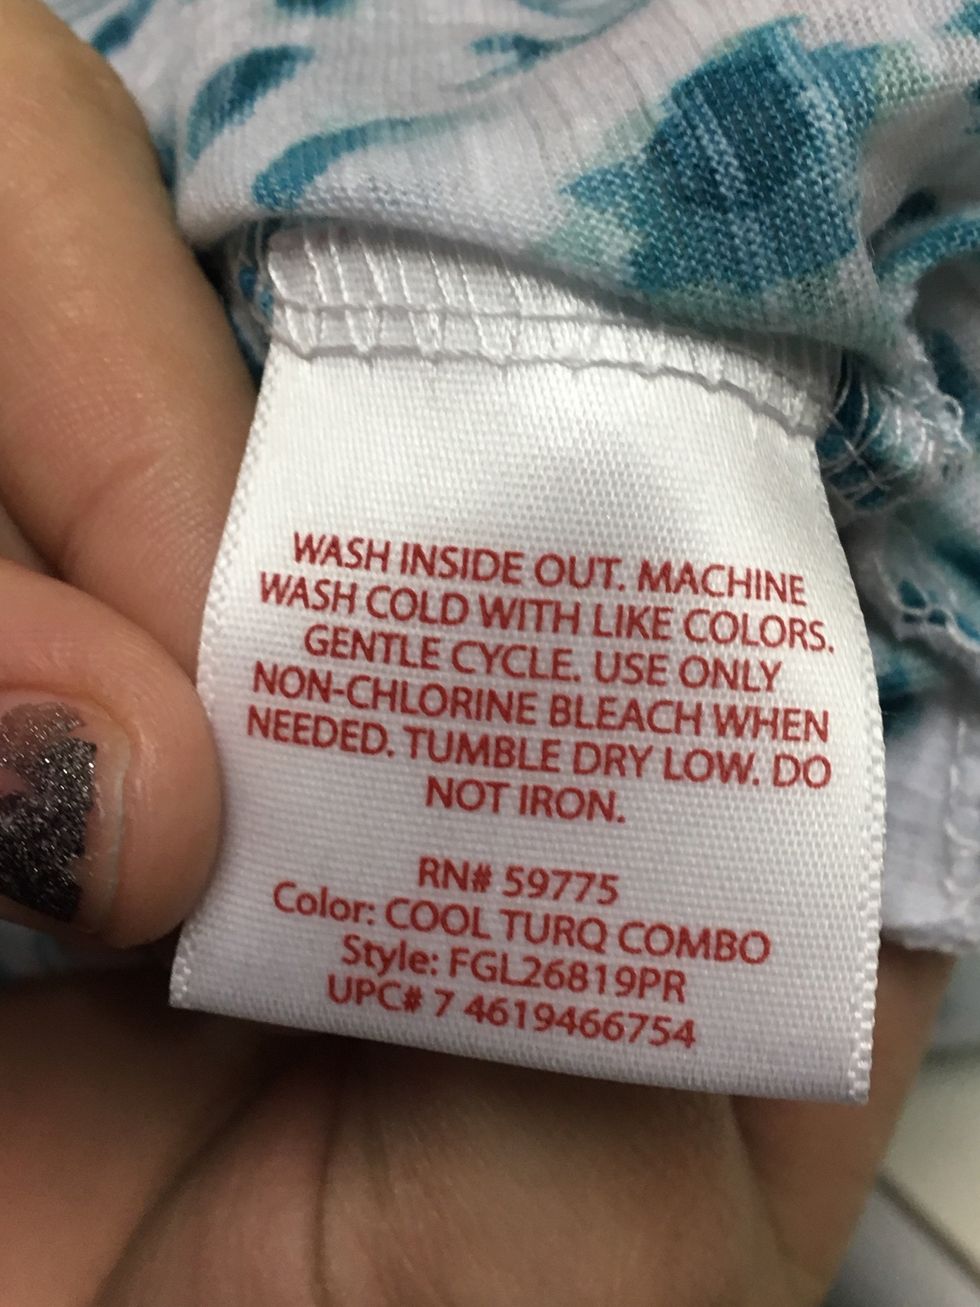 WASH INSIDE OUT. MACHINE
WASH COLD WITH LIKE COLORS.
GENTLE CYCLE. USE ONLY
NON-CHLORINE BLEACH WHEN
NEEDED. TUMBLE DRY LOW. DO
NOT IRON.
RN# 59775
Color: COOL TURQ COMBO
Style: FGL26819PR
UPC# 7 4619466754